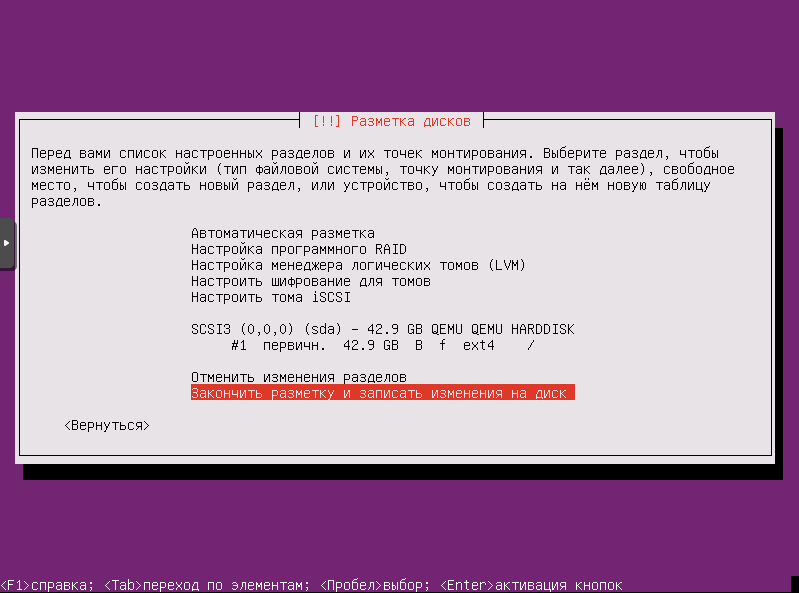 [!!] Разметка дисков
Перед вами список настроенных разделов и их точек монтирования. Выберите раздел, чтобы
изменить его настройки (тип файловой системы, точку монтирования и так далее), свободное
место, чтобы создать новый раздел, или устройство, чтобы создать на нём новую таблицу
разделов.
Автоматическая разметка
Настройка программного RAID
Настройка менеджера логических томов (LVM)
Настроить шифрование для томов
Настроить тома iSCSI
SCSI3 (0,0,0) (sda) – 42.9 GB QEMU QEMU HARDDISK
#1 первичн. 42.9 GB B f ext4 /
Отменить изменения разделов
Закончить разметку и записать изменения на диск
<Вернуться>
<F1>справка; <Tab>переход по элементам; <Пробел>выбор; <Enter>активация кнопок